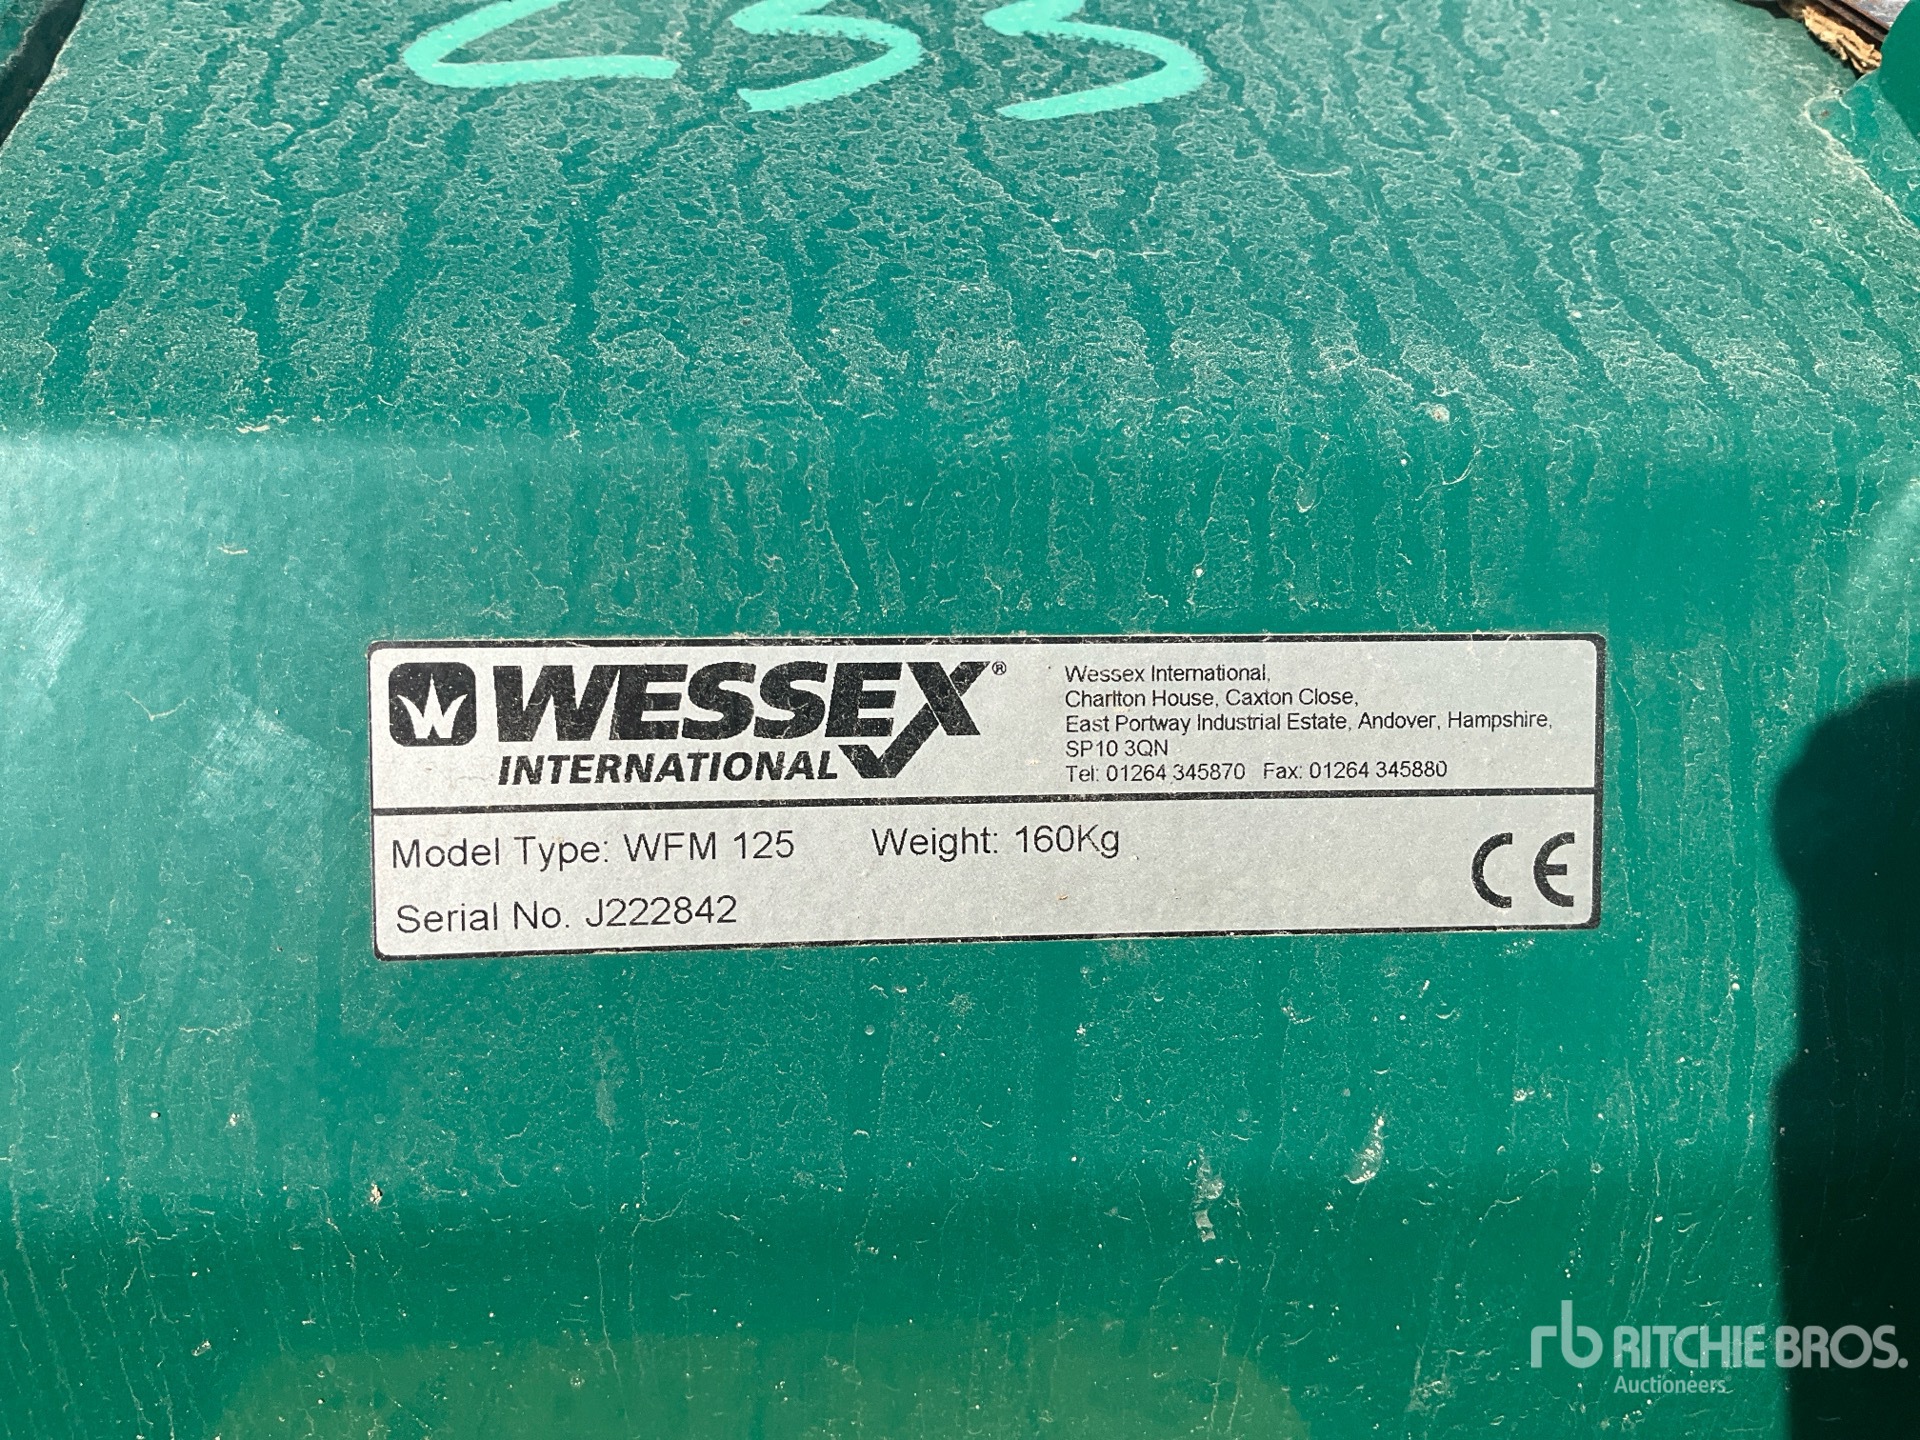 W WESSEX®
INTERNATIONAL
Wessex International,
Charlton House, Caxton Close,
East Portway Industrial Estate, Andover, Hampshire,
SP10 3QN
Tel: 01264 345870 Fax: 01264 345880
Model Type: WFM 125 Weight: 160Kg
Serial No. J222842
CE
rb RITCHIE BROS.
Auctioneers